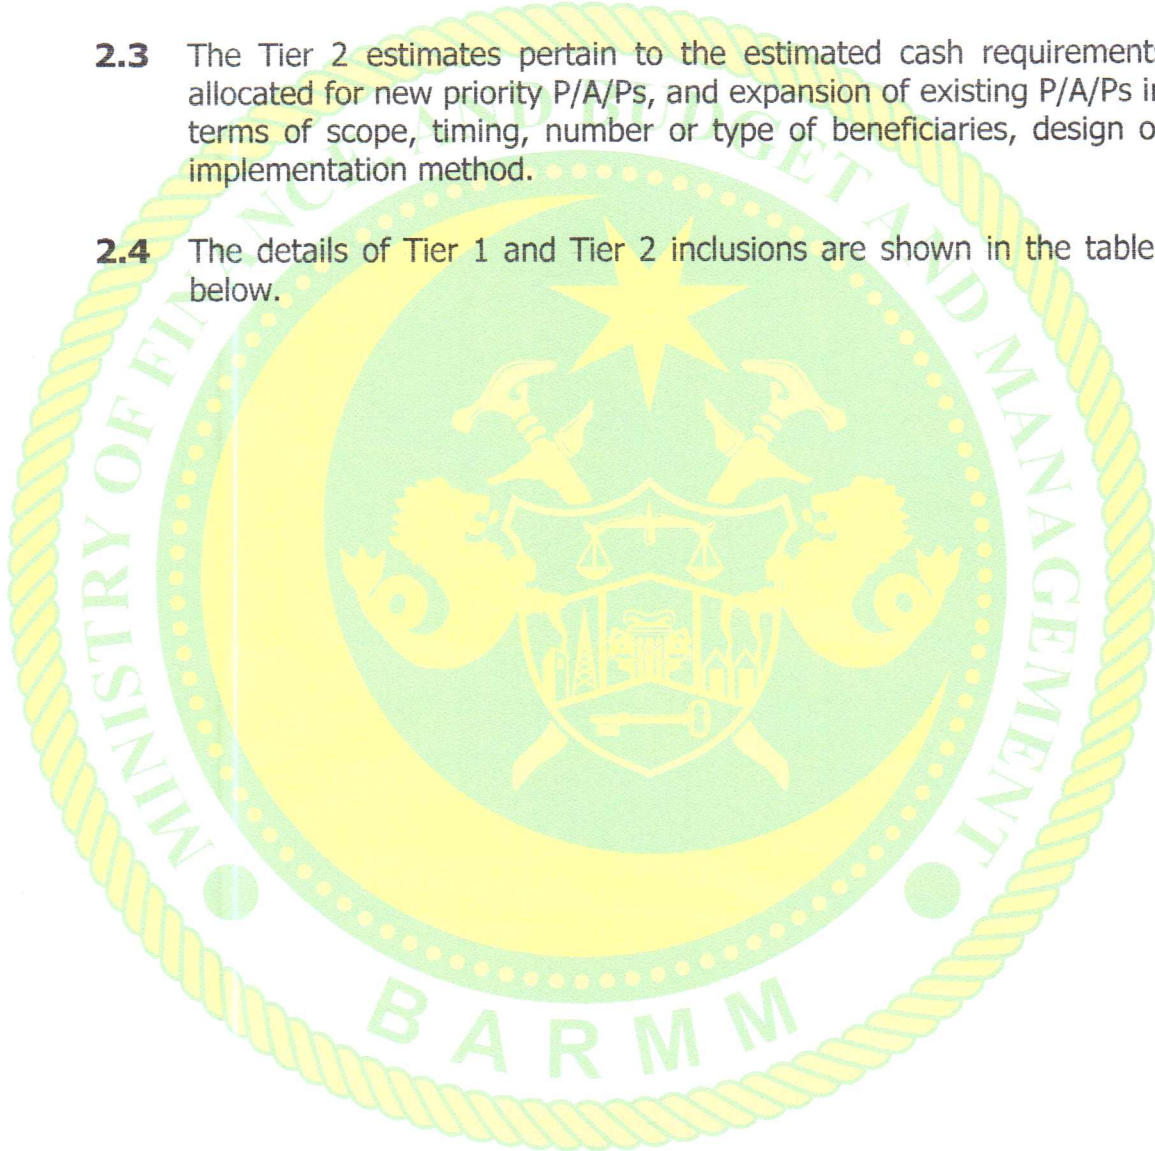 2.3 The Tier 2 estimates pertain to the estimated cash requirement
allocated for new priority P/A/Ps, and expansion of existing P/A/Ps i
terms of scope, timing, number or type of beneficiaries, design o
implementation method.
2.4 The details of Tier 1 and Tier 2 inclusions are shown in the table
below.
MINISTRY OF FINANCE, AND BUDGET AND MANAGEMENT
BARMM